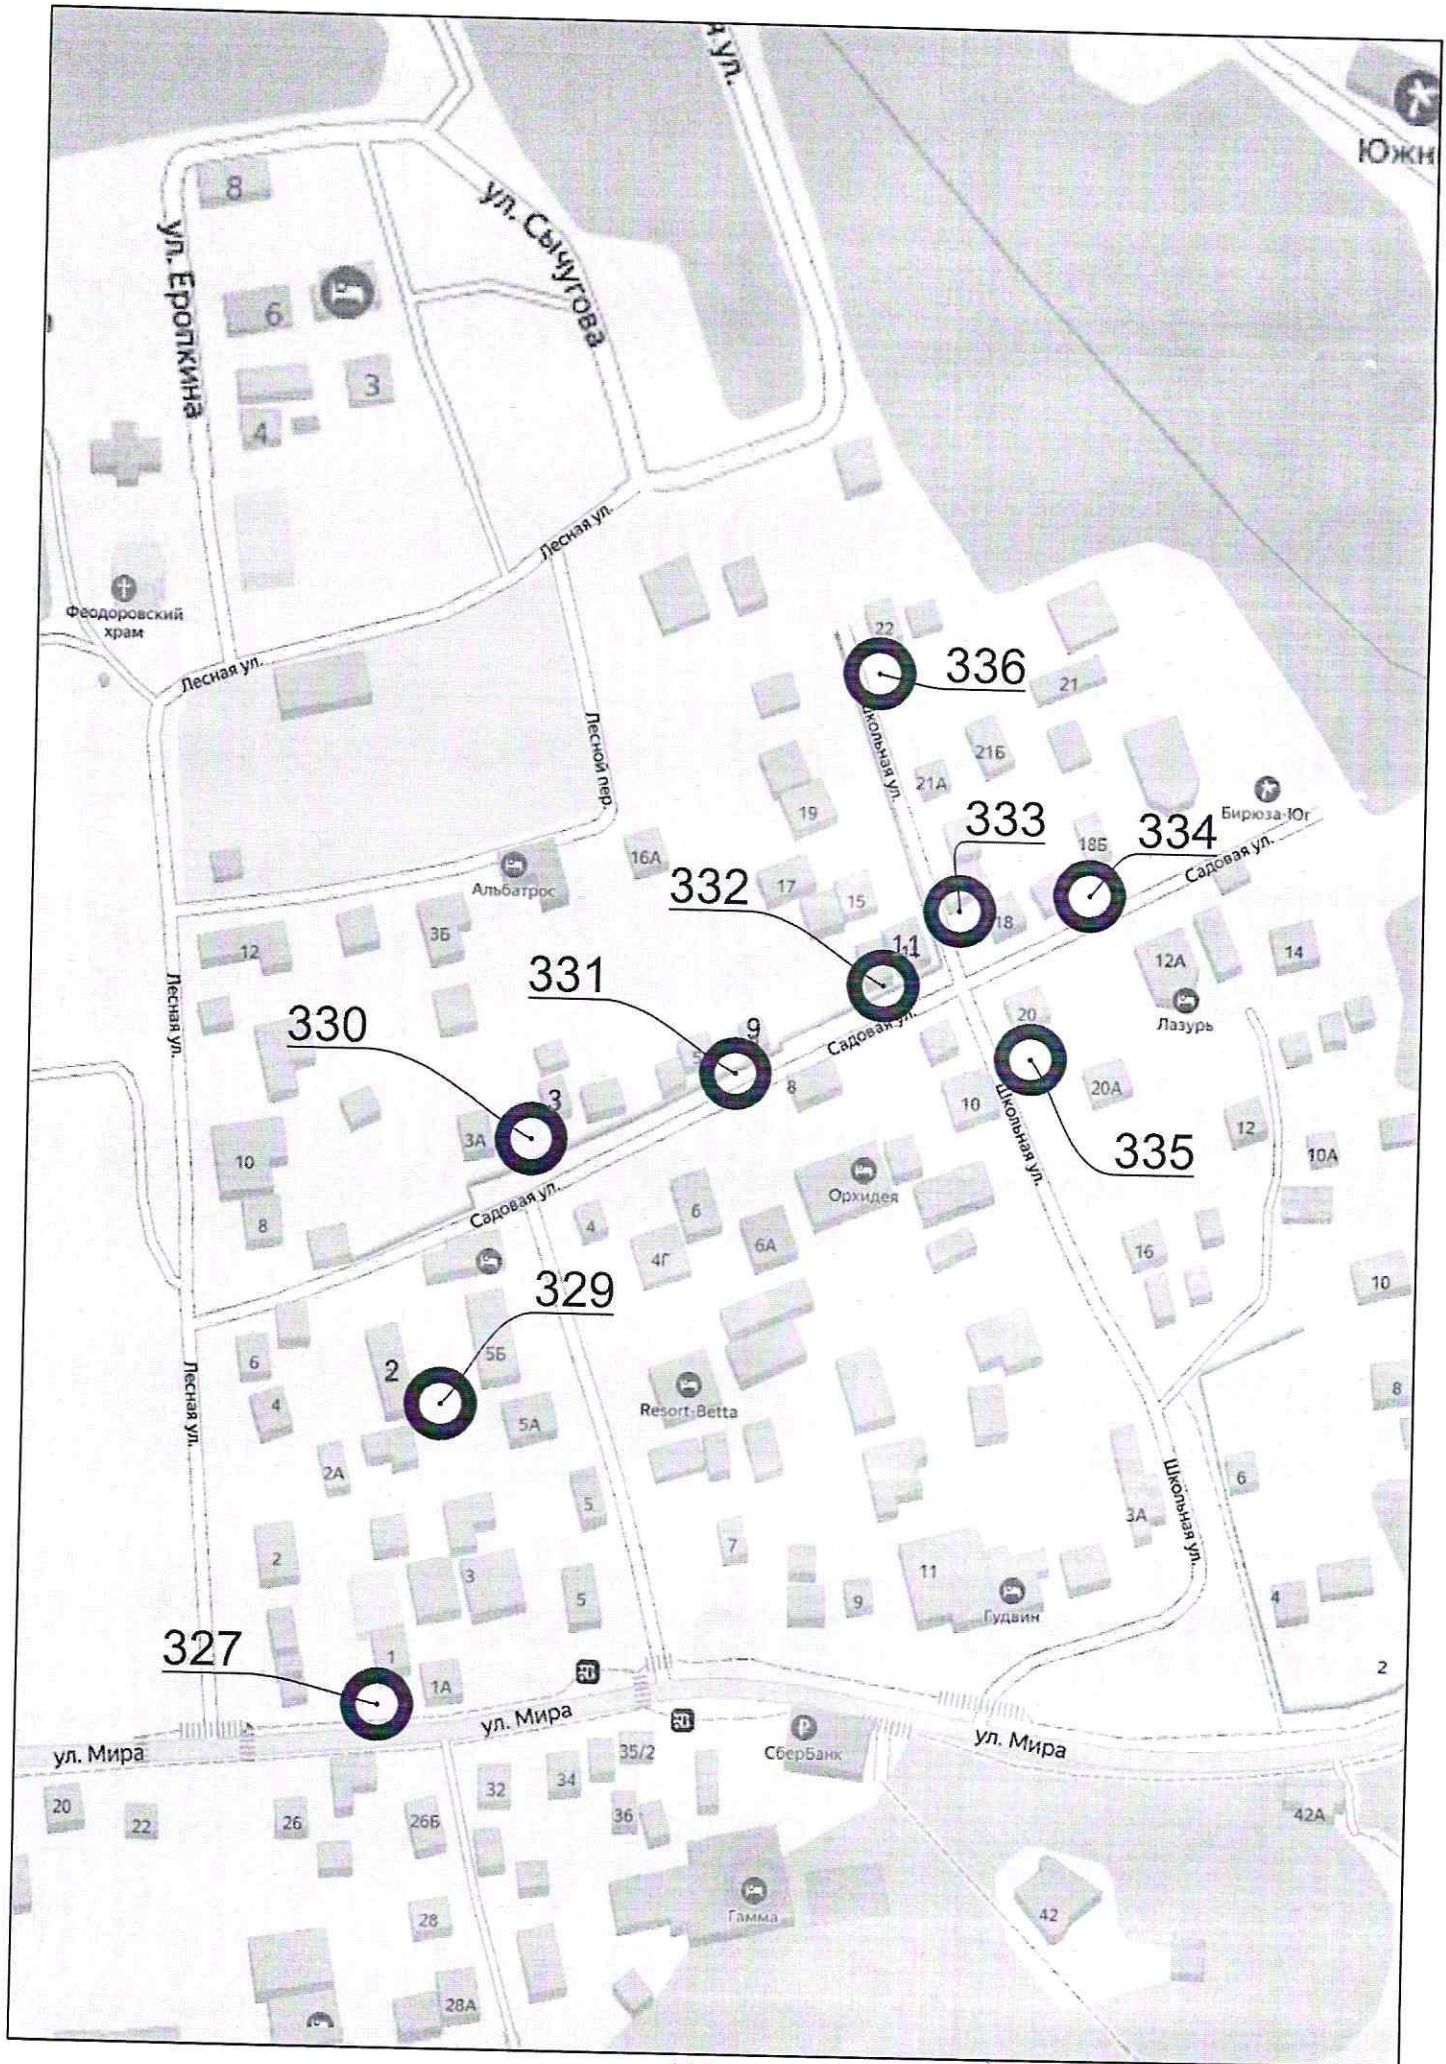 я ул.
Южн
8
ул. Еропкина
ул. Сычугова
6
3
4
Лесная ул.
Феодоровский
храм
Лесная ул.
22
336
21
Школьная ул.
Лесной пер.
21Б
21А
Бирюза-Юг
19
333
334
18Б
16А
Садовая ул.
Альбатрос
332
17
15
18
3Б
12
11
331
12А
14
Лесная ул.
330
20
Лазурь
9
Садовая ул.
5
8
20А
3
10
Школьная ул.
3А
12
335
10А
10
Орхидея
Садовая ул.
8
4
6
6А
4Г
16
10
329
5Б
6
2
Лесная ул.
Resort-Betta
8
4
5А
2А
Школьная ул.
6
5
3А
7
2
3
11
5
9
Гудвин
4
327
1
1А
2
ул. Мира
ул. Мира
ул. Мира
35/2
СберБанк
32
34
20
22
26
26Б
36
42А
28
Гамма
42
28А